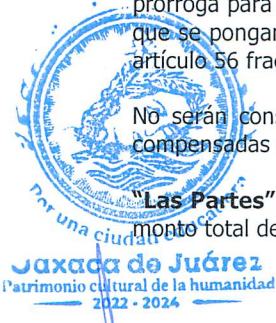 prórroga para
que se pongan
artículo 56 frac
No serán cons
compensadas
"Las Partes"
monto total de
Por una ciudad educadora
Oaxaca de Juárez
Patrimonio cultural de la humanidad
2022 - 2024